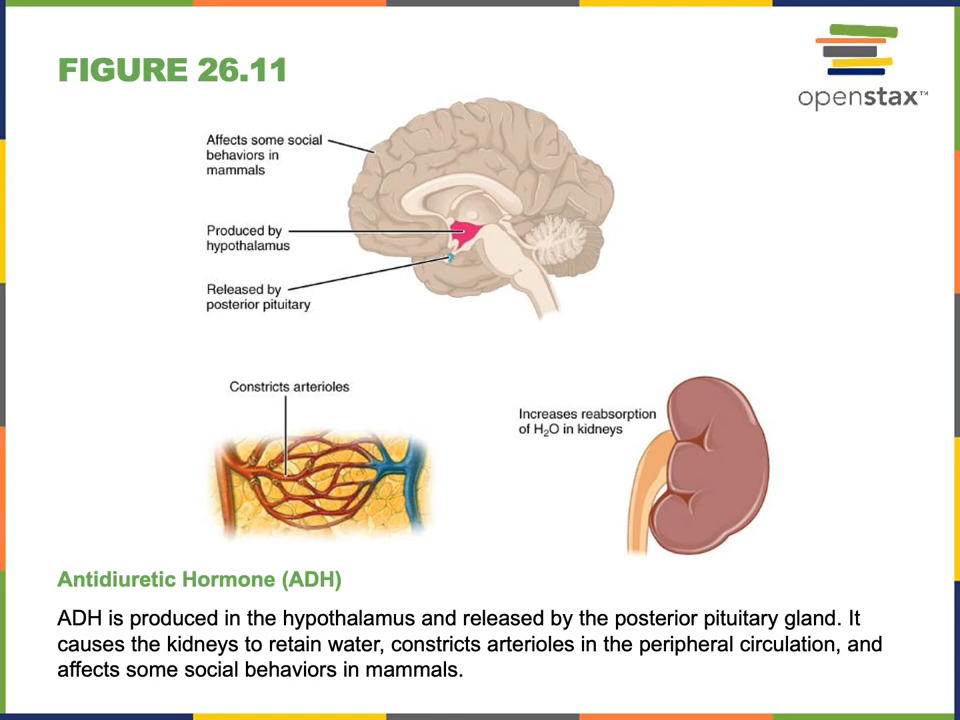 FIGURE 26.11
openstax™
Affects some social
behaviors in
mammals
Produced by
hypothalamus
Released by
posterior pituitary
Constricts arterioles
Increases reabsorption
of H₂O in kidneys
Antidiuretic Hormone (ADH)
ADH is produced in the hypothalamus and released by the posterior pituitary gland. It
causes the kidneys to retain water, constricts arterioles in the peripheral circulation, and
affects some social behaviors in mammals.